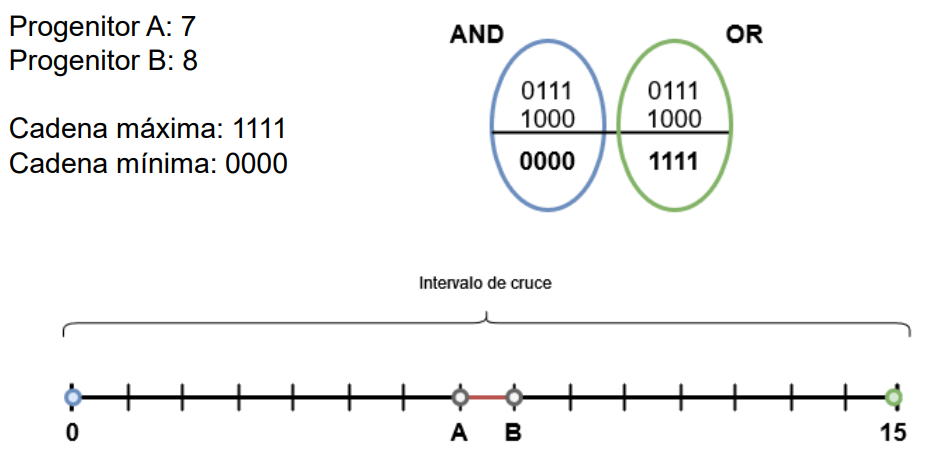 Progenitor A: 7
Progenitor B: 8
Cadena máxima: 1111
Cadena mínima: 0000
AND
OR
0111
1000
0000
0111
1000
1111
Intervalo de cruce
0
A
B
15